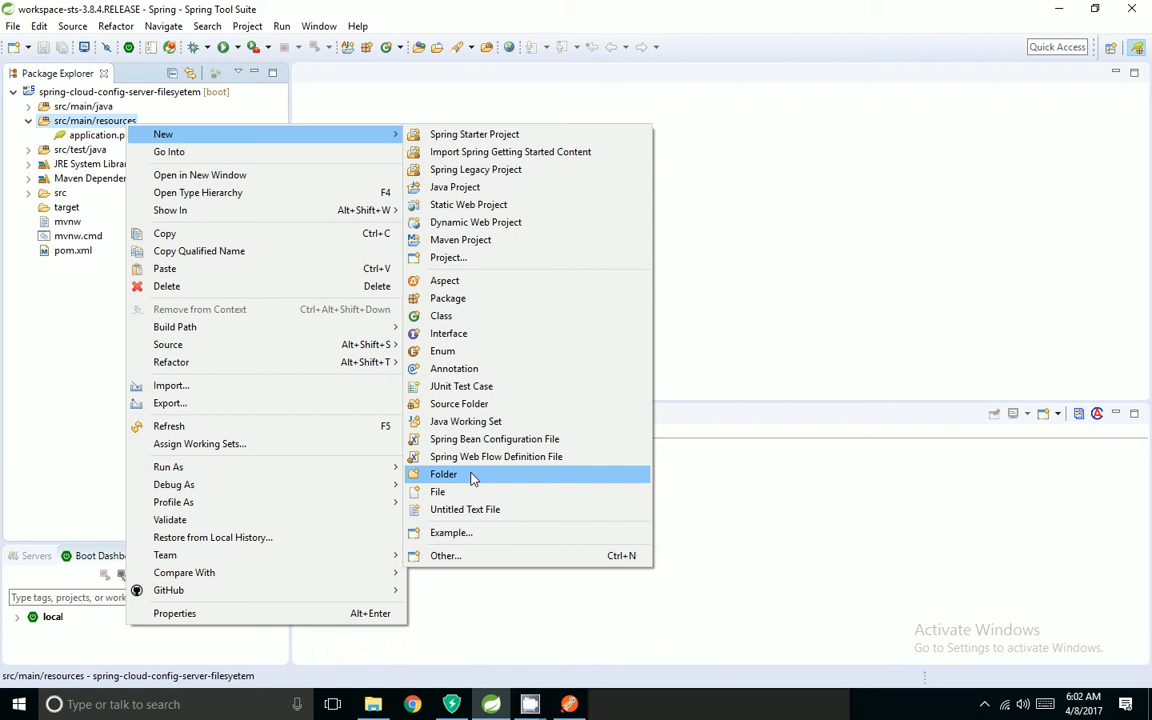 workspace-sts-3.8.4.RELEASE - Spring - Spring Tool Suite
File Edit Source Refactor Navigate Search Project Run Window Help
Quick Access
Package Explorer
spring-cloud-config-server-filesyetem [boot]
src/main/java
src/main/resources
application.p
src/test/java
JRE System Librar
Maven Depender
src
target
mvnw
mvnw.cmd
pom.xml
New
Go Into
Open in New Window
Open Type Hierarchy F4
Show In Alt+Shift+W
Copy Ctrl+C
Copy Qualified Name
Paste Ctrl+V
Delete Delete
Remove from Context Ctrl+Alt+Shift+Down
Build Path
Source Alt+Shift+S
Refactor Alt+Shift+T
Import...
Export...
Refresh F5
Assign Working Sets...
Run As
Debug As
Profile As
Validate
Restore from Local History...
Team
Compare With
GitHub
Properties Alt+Enter
Spring Starter Project
Import Spring Getting Started Content
Spring Legacy Project
Java Project
Static Web Project
Dynamic Web Project
Maven Project
Project...
Aspect
Package
Class
Interface
Enum
Annotation
JUnit Test Case
Source Folder
Java Working Set
Spring Bean Configuration File
Spring Web Flow Definition File
Folder
File
Untitled Text File
Example...
Other... Ctrl+N
Servers Boot Dashb
Type tags, projects, or work
local
Activate Windows
Go to Settings to activate Windows.
src/main/resources - spring-cloud-config-server-filesyetem
Type or talk to search
6:02 AM
4/8/2017